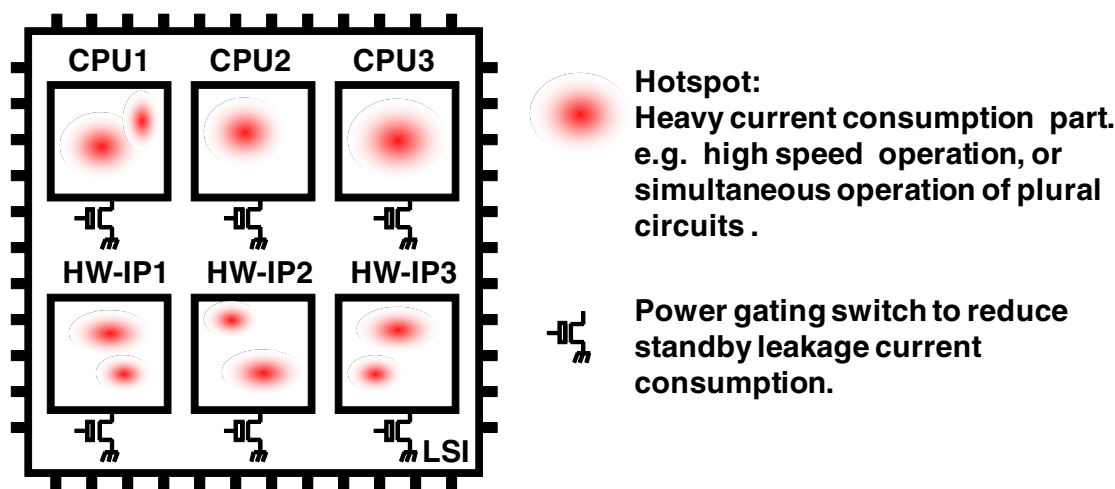 CPU1 CPU2 CPU3
HW-IP1 HW-IP2 HW-IP3
LSI
Hotspot:
Heavy current consumption part.
e.g. high speed operation, or
simultaneous operation of plural
circuits .
Power gating switch to reduce
standby leakage current
consumption.